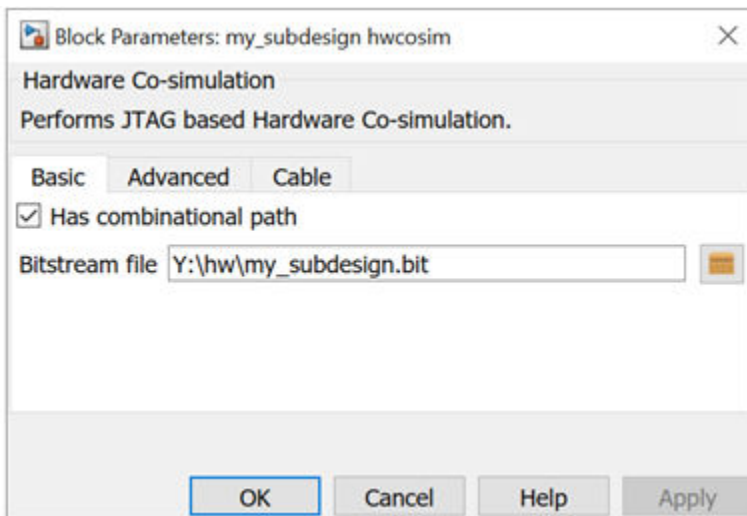 Block Parameters: my_subdesign hwcosim
Hardware Co-simulation
Performs JTAG based Hardware Co-simulation.
Basic Advanced Cable
Has combinational path
Bitstream file Y:\hw\my_subdesign.bit
OK Cancel Help Apply